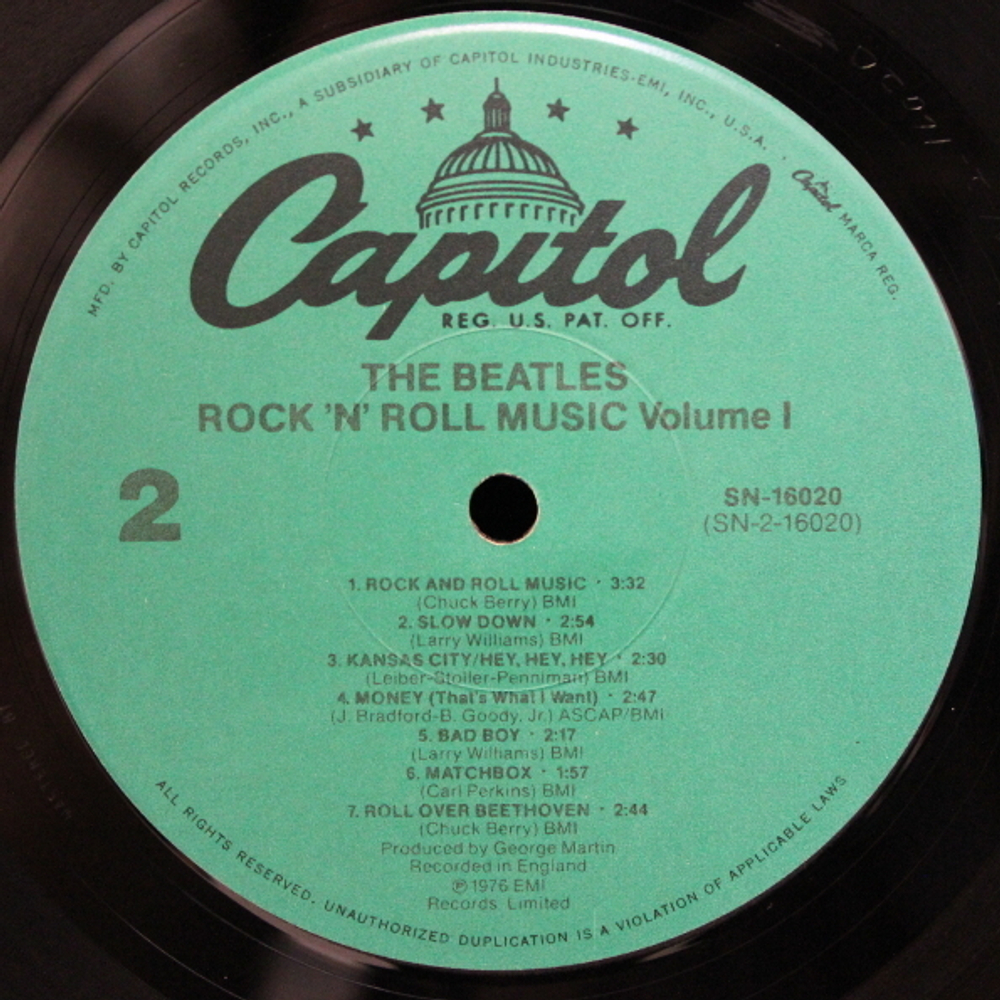 MFD. BY CAPITOL RECORDS, INC., A SUBSIDIARY OF CAPITOL INDUSTRIES-EMI, INC., U.S.A. · Capitol MARCA REG.
Capitol
REG. U.S. PAT. OFF.
THE BEATLES
ROCK 'N' ROLL MUSIC Volume I
2
SN-16020
(SN-2-16020)
1. ROCK AND ROLL MUSIC · 3:32
(Chuck Berry) BMI
2. SLOW DOWN · 2:54
(Larry Williams) BMI
3. KANSAS CITY/HEY, HEY, HEY · 2:30
(Leiber-Stoller-Penniman) BMI
4. MONEY (That's What I Want) · 2:47
(J. Bradford-B. Goody, Jr.) ASCAP/BMI
5. BAD BOY · 2:17
(Larry Williams) BMI
6. MATCHBOX · 1:57
(Carl Perkins) BMI
7. ROLL OVER BEETHOVEN · 2:44
(Chuck Berry) BMI
Produced by George Martin
Recorded in England
℗ 1976 EMI
Records Limited
ALL RIGHTS RESERVED. UNAUTHORIZED DUPLICATION IS A VIOLATION OF APPLICABLE LAWS